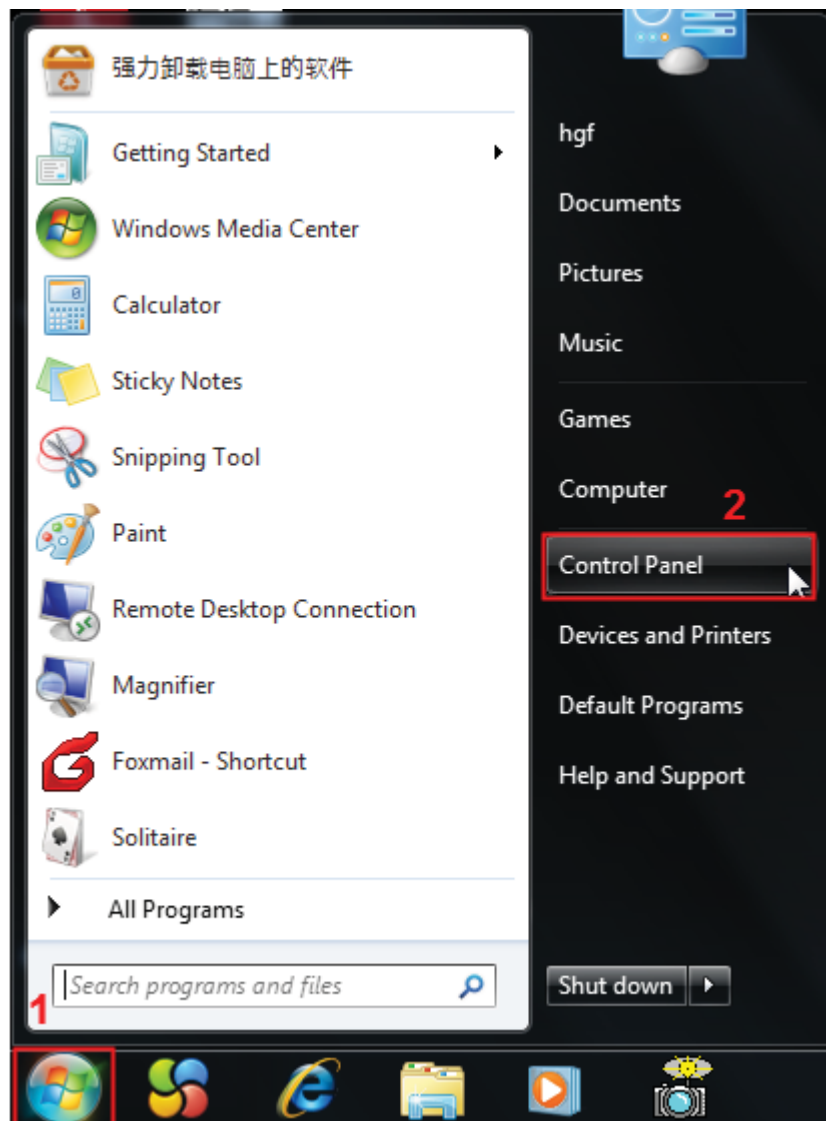 强力卸载电脑上的软件
Getting Started
Windows Media Center
Calculator
Sticky Notes
Snipping Tool
Paint
Remote Desktop Connection
Magnifier
Foxmail - Shortcut
Solitaire
All Programs
Search programs and files
1
hgf
Documents
Pictures
Music
Games
Computer
2
Control Panel
Devices and Printers
Default Programs
Help and Support
Shut down